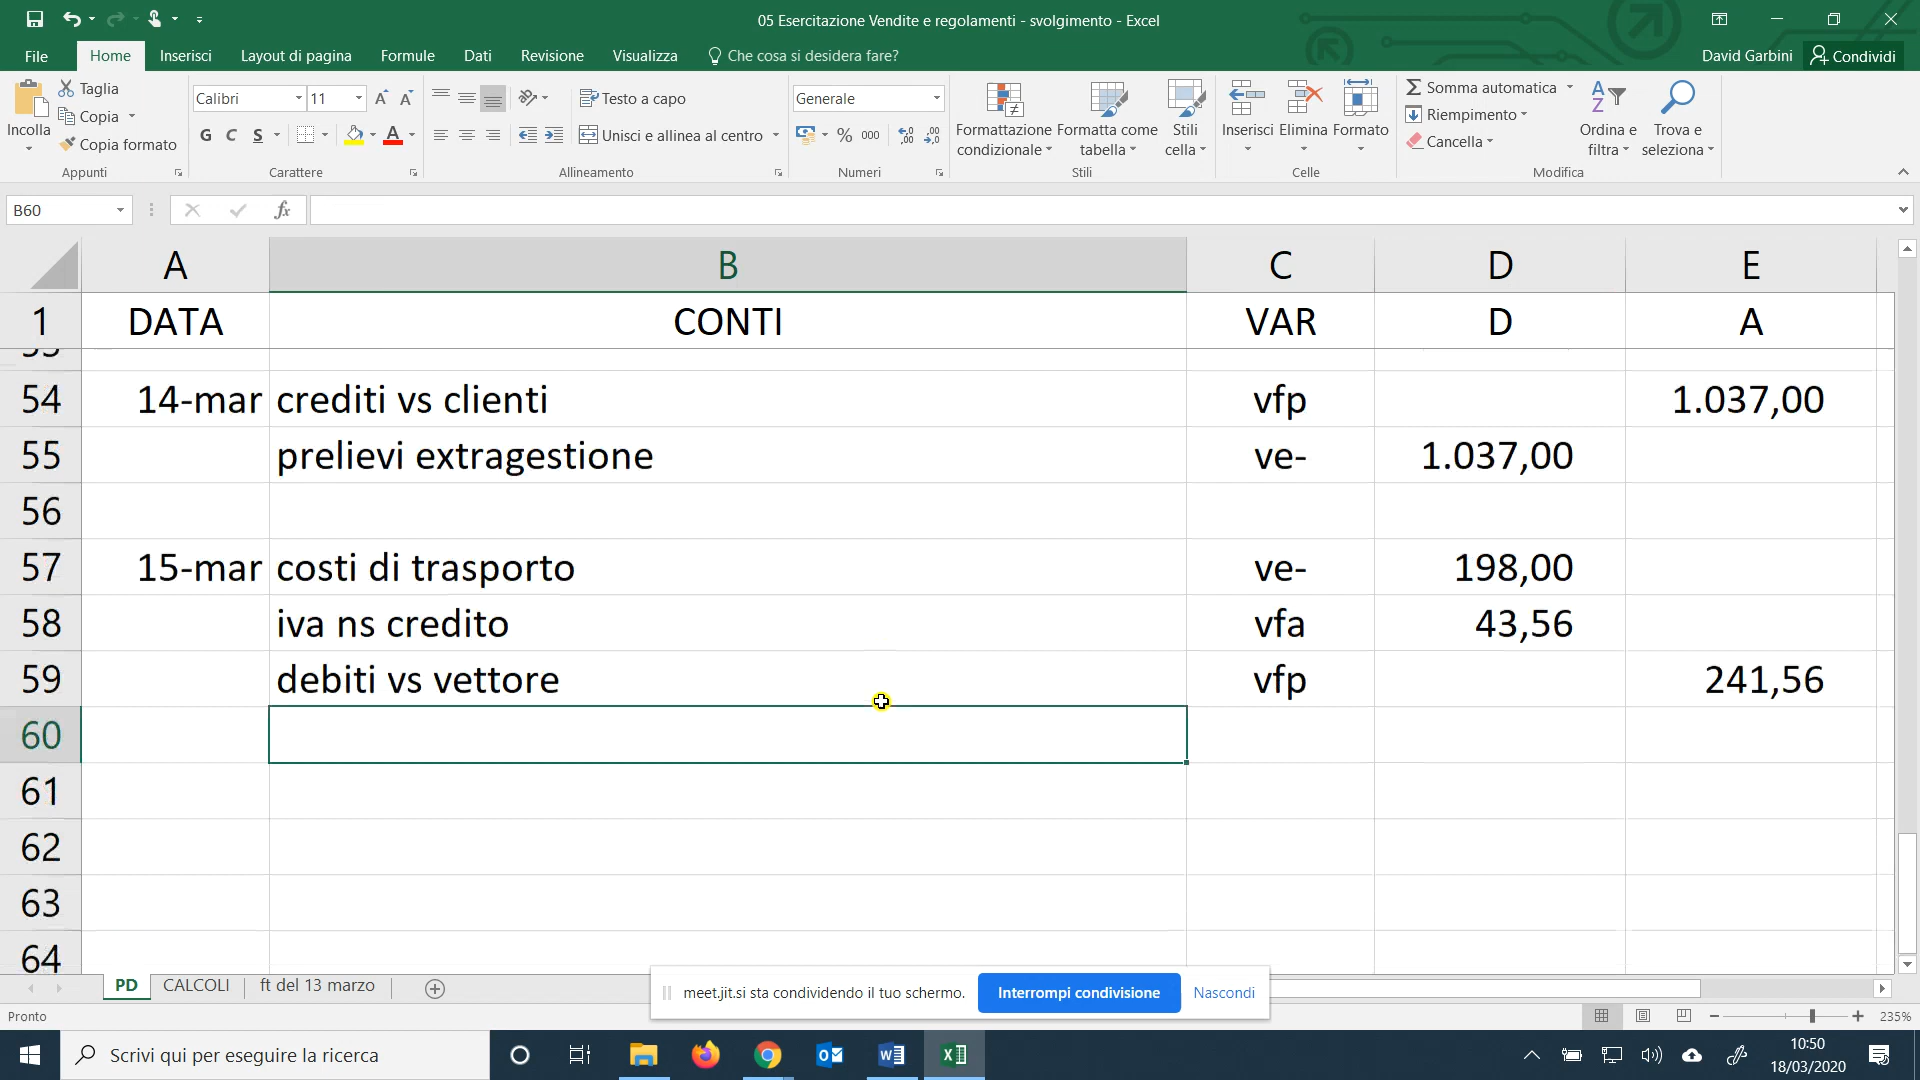 05 Esercitazione Vendite e regolamenti - svolgimento - Excel
File Home Inserisci Layout di pagina Formule Dati Revisione Visualizza Che cosa si desidera fare? David Garbini Condividi
Incolla
Taglia
Copia
Copia formato
Appunti
Calibri 11
G C S
Carattere
Testo a capo
Unisci e allinea al centro
Allineamento
Generale
% 000
Numeri
Formattazione condizionale
Formatta come tabella
Stili cella
Stili
Inserisci Elimina Formato
Celle
Somma automatica
Riempimento
Cancella
Ordina e filtra
Trova e seleziona
Modifica
B60 fx
A B C D E
1 DATA CONTI VAR D A
54 14-mar crediti vs clienti vfp 1.037,00
55 prelievi extragestione ve- 1.037,00
56
57 15-mar costi di trasporto ve- 198,00
58 iva ns credito vfa 43,56
59 debiti vs vettore vfp 241,56
60
61
62
63
64
PD CALCOLI ft del 13 marzo
meet.jit.si sta condividendo il tuo schermo. Interrompi condivisione Nascondi
Pronto 235%
Scrivi qui per eseguire la ricerca
10:50
18/03/2020